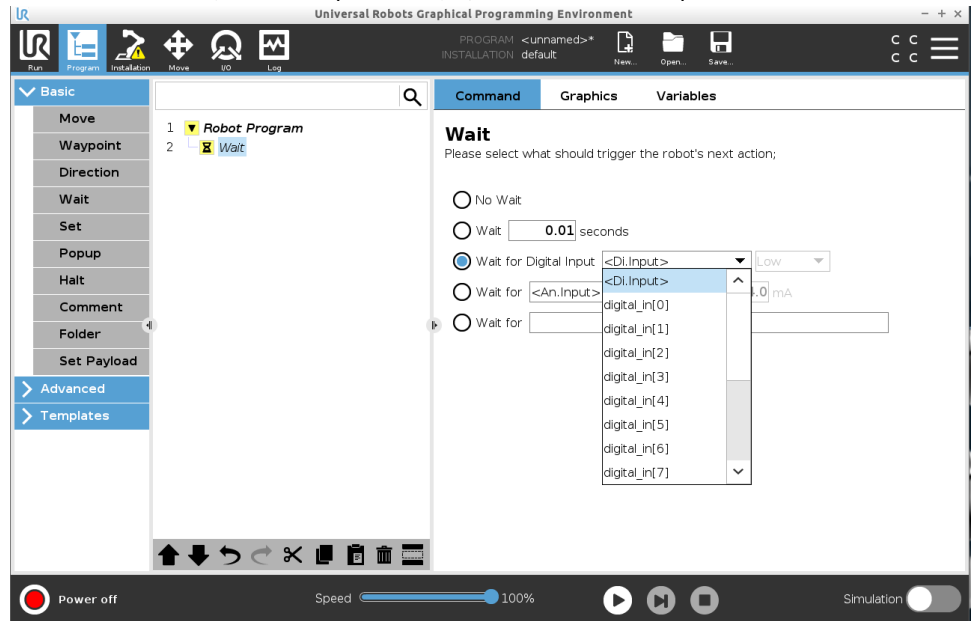 Universal Robots Graphical Programming Environment
UR
PROGRAM <unnamed>*
INSTALLATION default
Run Program Installation Move I/O Log New... Open... Save...
C C
C C
Basic
Move
Waypoint
Direction
Wait
Set
Popup
Halt
Comment
Folder
Set Payload
Advanced
Templates
1 Robot Program
2 Wait
Command Graphics Variables
Wait
Please select what should trigger the robot's next action;
No Wait
Wait 0.01 seconds
Wait for Digital Input <Di.Input> Low
Wait for <An.Input> .0 mA
Wait for
<Di.Input>
digital_in[0]
digital_in[1]
digital_in[2]
digital_in[3]
digital_in[4]
digital_in[5]
digital_in[6]
digital_in[7]
Power off
Speed 100%
Simulation